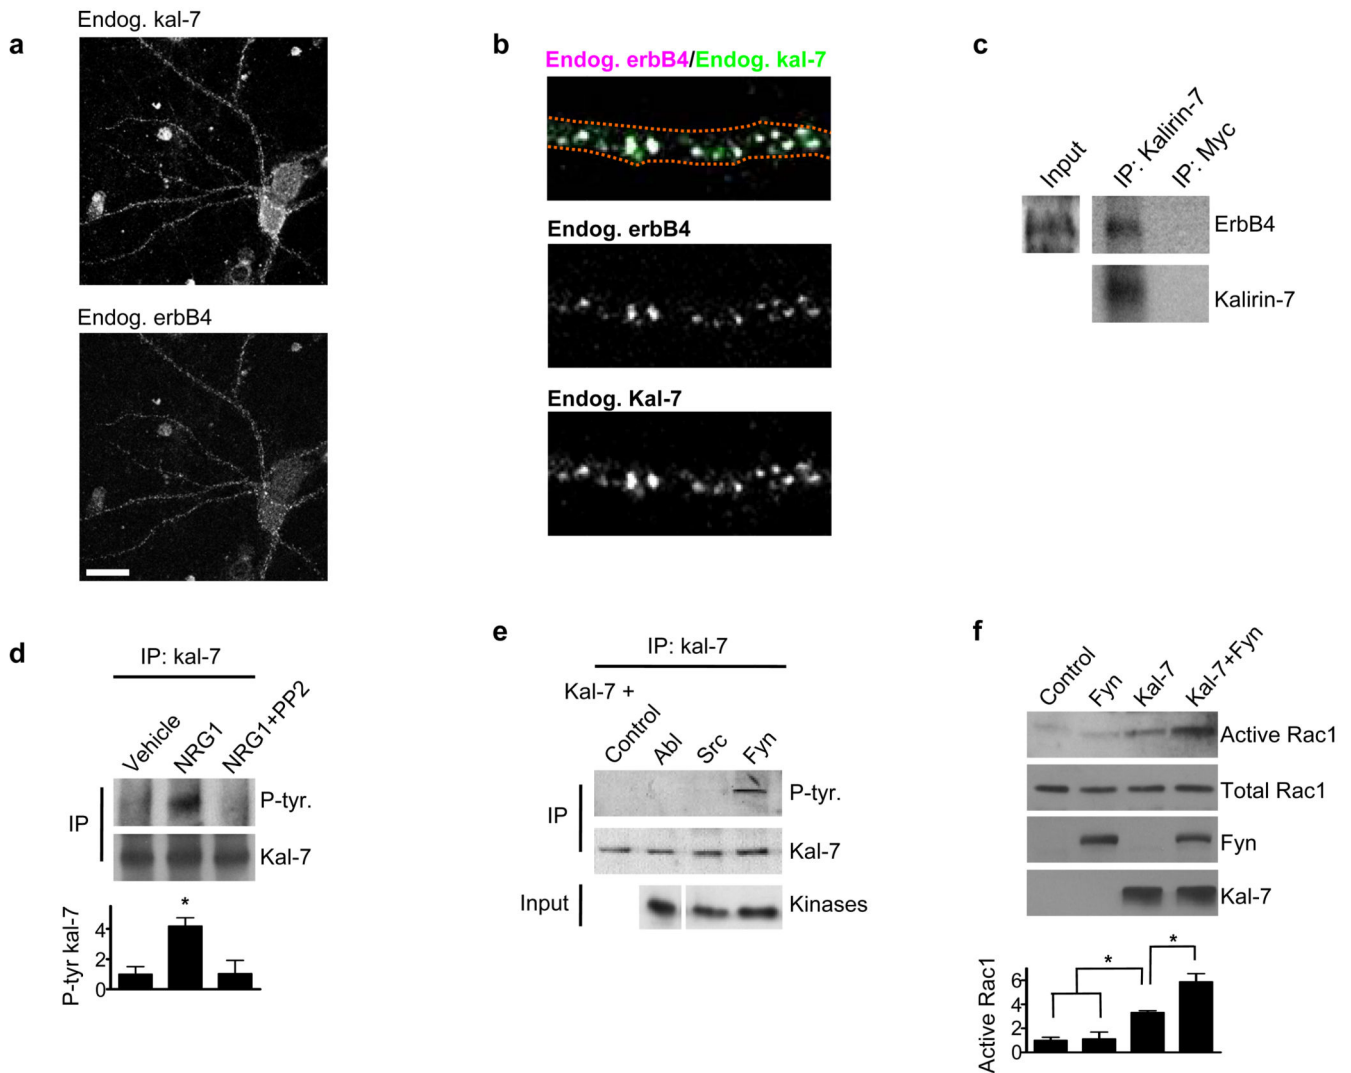 a
Endog. kal-7
Endog. erbB4
b
Endog. erbB4/Endog. kal-7
Endog. erbB4
Endog. Kal-7
c
Input
IP: Kalirin-7
IP: Myc
ErbB4
Kalirin-7
d
IP: kal-7
Vehicle
NRG1
NRG1+PP2
IP
P-tyr.
Kal-7
P-tyr kal-7
4
2
0
*
e
IP: kal-7
Kal-7 +
Control
Abl
Src
Fyn
IP
P-tyr.
Kal-7
Input
Kinases
f
Control
Fyn
Kal-7
Kal-7+Fyn
Active Rac1
Total Rac1
Fyn
Kal-7
Active Rac1
6
4
2
0
*
*